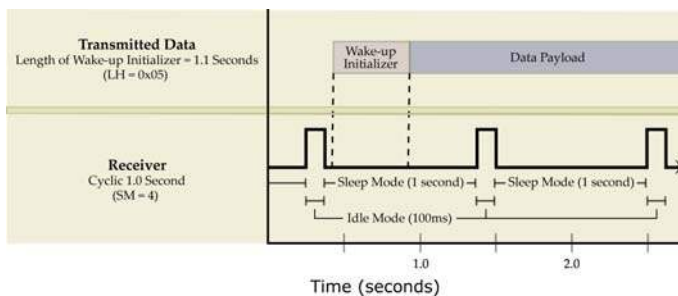 Transmitted Data
Length of Wake-up Initializer = 1.1 Seconds
(LH = 0x05)
Wake-up
Initializer
Data Payload
Receiver
Cyclic 1.0 Second
(SM = 4)
Sleep Mode (1 second)
Sleep Mode (1 second)
Idle Mode (100ms)
1.0
2.0
Time (seconds)